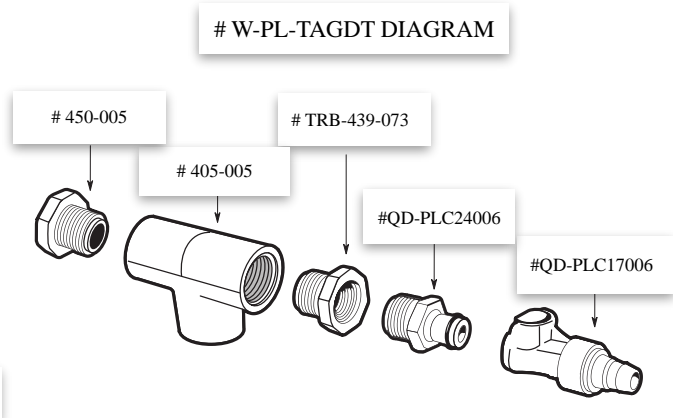 # W-PL-TAGDT DIAGRAM
# 450-005
# TRB-439-073
# 405-005
#QD-PLC24006
#QD-PLC17006